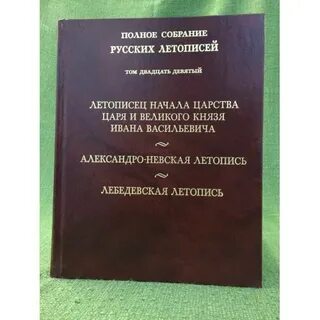 ПОЛНОЕ СОБРАНИЕ
РУССКИХ ЛЕТОПИСЕЙ
ТОМ ДВАДЦАТЬ ДЕВЯТЫЙ
ЛЕТОПИСЕЦ НАЧАЛА ЦАРСТВА
ЦАРЯ И ВЕЛИКОГО КНЯЗЯ
ИВАНА ВАСИЛЬЕВИЧА
~
АЛЕКСАНДРО-НЕВСКАЯ ЛЕТОПИСЬ
~
ЛЕБЕДЕВСКАЯ ЛЕТОПИСЬ